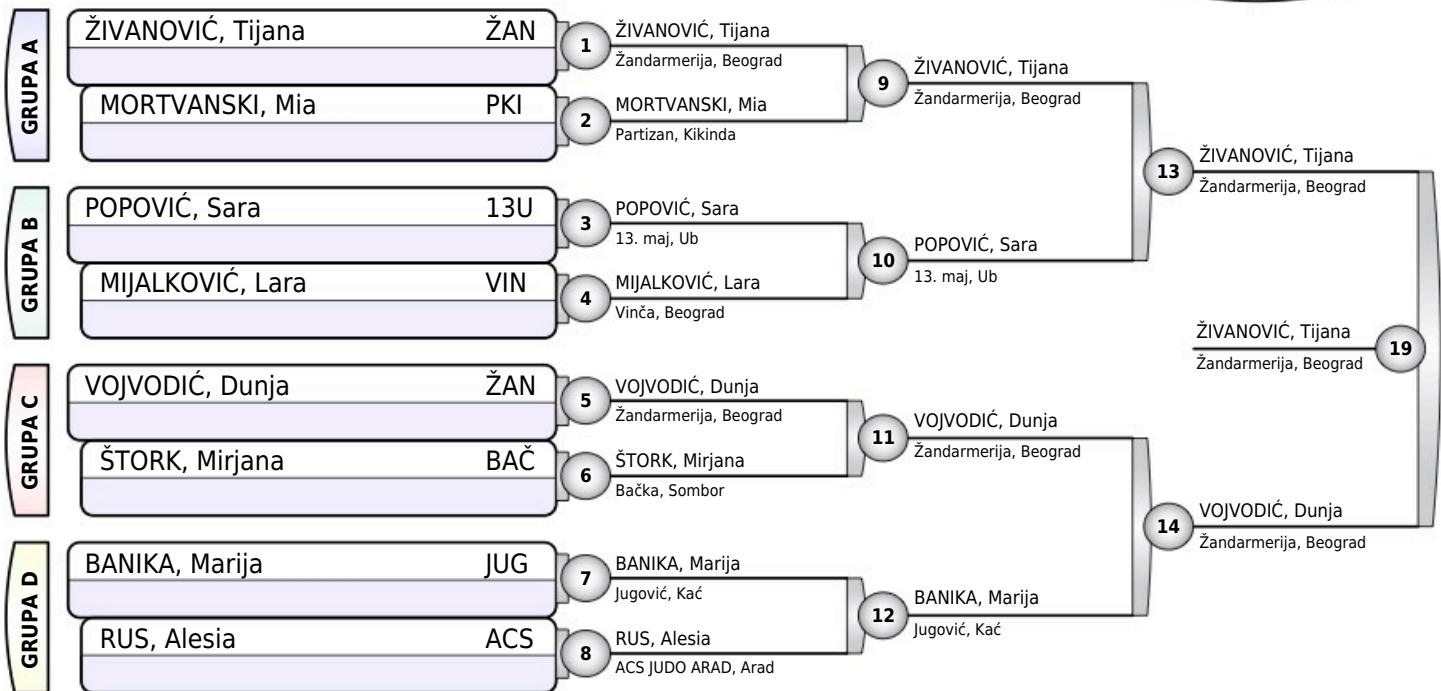 GRUPA A
ŽIVANOVIĆ, Tijana ŽAN
MORTVANSKI, Mia PKI
GRUPA B
POPOVIĆ, Sara 13U
MIJALKOVIĆ, Lara VIN
GRUPA C
VOJVODIĆ, Dunja ŽAN
ŠTORK, Mirjana BAČ
GRUPA D
BANIKA, Marija JUG
RUS, Alesia ACS
1
ŽIVANOVIĆ, Tijana
Žandarmerija, Beograd
2
MORTVANSKI, Mia
Partizan, Kikinda
3
POPOVIĆ, Sara
13. maj, Ub
4
MIJALKOVIĆ, Lara
Vinča, Beograd
5
VOJVODIĆ, Dunja
Žandarmerija, Beograd
6
ŠTORK, Mirjana
Bačka, Sombor
7
BANIKA, Marija
Jugović, Kać
8
RUS, Alesia
ACS JUDO ARAD, Arad
9
ŽIVANOVIĆ, Tijana
Žandarmerija, Beograd
10
POPOVIĆ, Sara
13. maj, Ub
11
VOJVODIĆ, Dunja
Žandarmerija, Beograd
12
BANIKA, Marija
Jugović, Kać
13
ŽIVANOVIĆ, Tijana
Žandarmerija, Beograd
14
VOJVODIĆ, Dunja
Žandarmerija, Beograd
ŽIVANOVIĆ, Tijana
Žandarmerija, Beograd
19